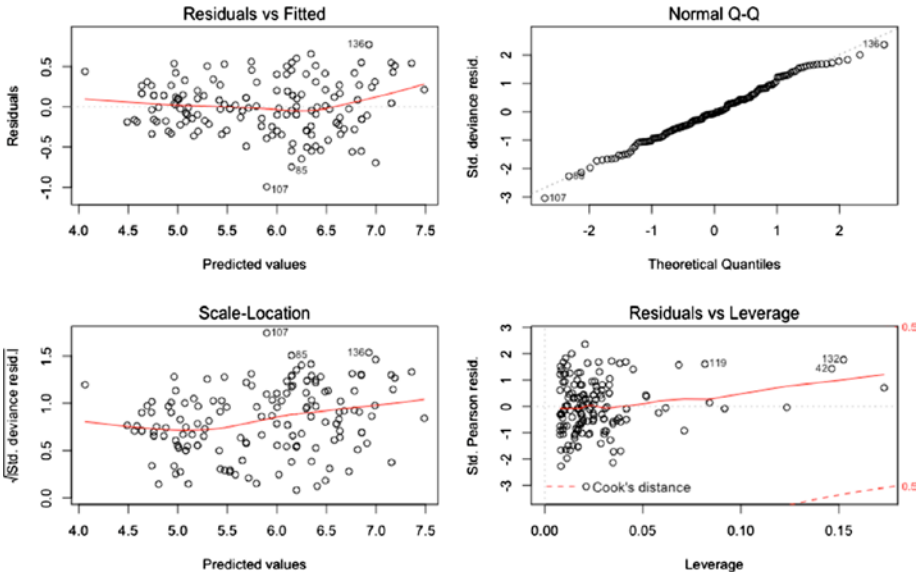 Residuals vs Fitted
Residuals
0.5
0.0
-0.5
-1.0
136
85
107
4.0 4.5 5.0 5.5 6.0 6.5 7.0 7.5
Predicted values
Normal Q-Q
Std. deviance resid.
2
1
0
-1
-2
-3
136
107
-2 -1 0 1 2
Theoretical Quantiles
Scale-Location
√|Std. deviance resid.|
1.5
1.0
0.5
0.0
107
85
136
4.0 4.5 5.0 5.5 6.0 6.5 7.0 7.5
Predicted values
Residuals vs Leverage
Std. Pearson resid.
3
2
1
0
-1
-2
-3
119
132
42
0.5
0.5
Cook's distance
0.00 0.05 0.10 0.15
Leverage